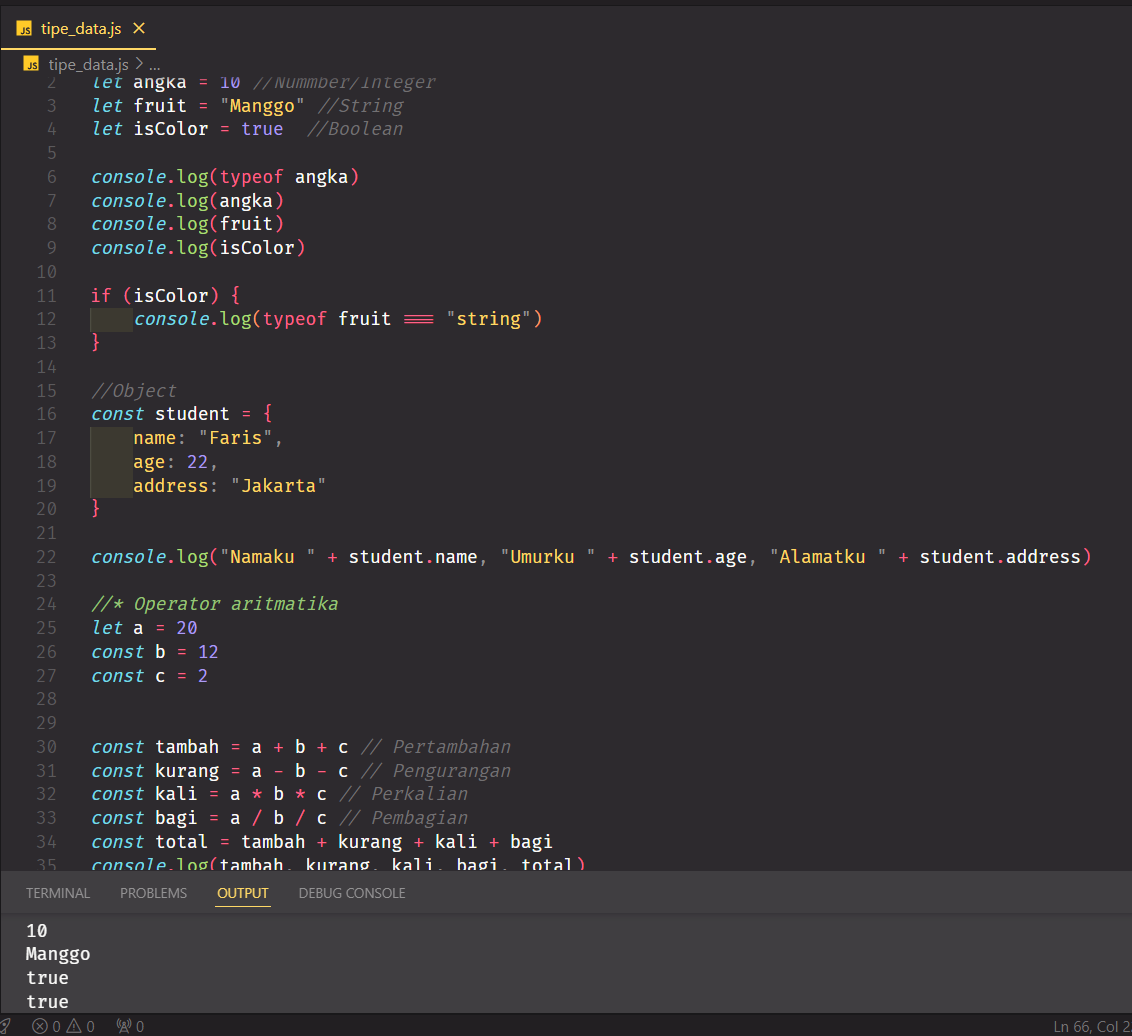 JS tipe_data.js ×
JS tipe_data.js > ...
2 let angka = 10 //Nummber/Integer
3 let fruit = "Manggo" //String
4 let isColor = true //Boolean
5
6 console.log(typeof angka)
7 console.log(angka)
8 console.log(fruit)
9 console.log(isColor)
10
11 if (isColor) {
12 console.log(typeof fruit === "string")
13 }
14
15 //Object
16 const student = {
17 name: "Faris",
18 age: 22,
19 address: "Jakarta"
20 }
21
22 console.log("Namaku " + student.name, "Umurku " + student.age, "Alamatku " + student.address)
23
24 //* Operator aritmatika
25 let a = 20
26 const b = 12
27 const c = 2
28
29
30 const tambah = a + b + c // Pertambahan
31 const kurang = a - b - c // Pengurangan
32 const kali = a * b * c // Perkalian
33 const bagi = a / b / c // Pembagian
34 const total = tambah + kurang + kali + bagi
35 console.log(tambah, kurang, kali, bagi, total)
TERMINAL PROBLEMS OUTPUT DEBUG CONSOLE
10
Manggo
true
true
0 0 0 Ln 66, Col 2